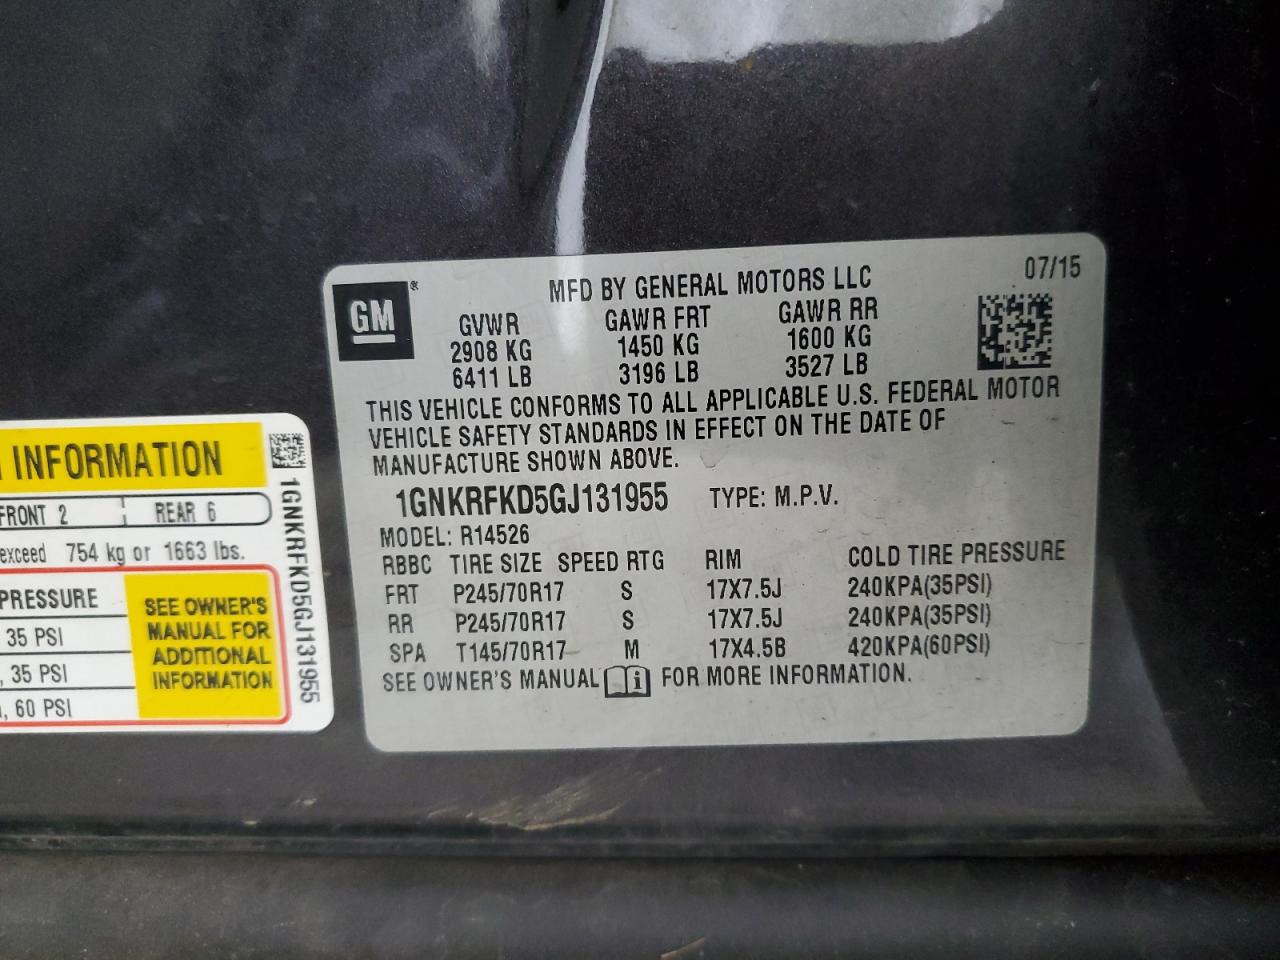 GM ®
MFD BY GENERAL MOTORS LLC 07/15
GVWR GAWR FRT GAWR RR
2908 KG 1450 KG 1600 KG
6411 LB 3196 LB 3527 LB
THIS VEHICLE CONFORMS TO ALL APPLICABLE U.S. FEDERAL MOTOR
VEHICLE SAFETY STANDARDS IN EFFECT ON THE DATE OF
MANUFACTURE SHOWN ABOVE.
1GNKRFKD5GJ131955 TYPE: M.P.V.
MODEL: R14526
RBBC TIRE SIZE SPEED RTG RIM COLD TIRE PRESSURE
FRT P245/70R17 S 17X7.5J 240KPA(35PSI)
RR P245/70R17 S 17X7.5J 240KPA(35PSI)
SPA T145/70R17 M 17X4.5B 420KPA(60PSI)
SEE OWNER'S MANUAL i FOR MORE INFORMATION.
INFORMATION
FRONT 2 REAR 6
exceed 754 kg or 1663 lbs.
PRESSURE
35 PSI
, 35 PSI
, 60 PSI
SEE OWNER'S
MANUAL FOR
ADDITIONAL
INFORMATION
1GNKRFKD5GJ131955